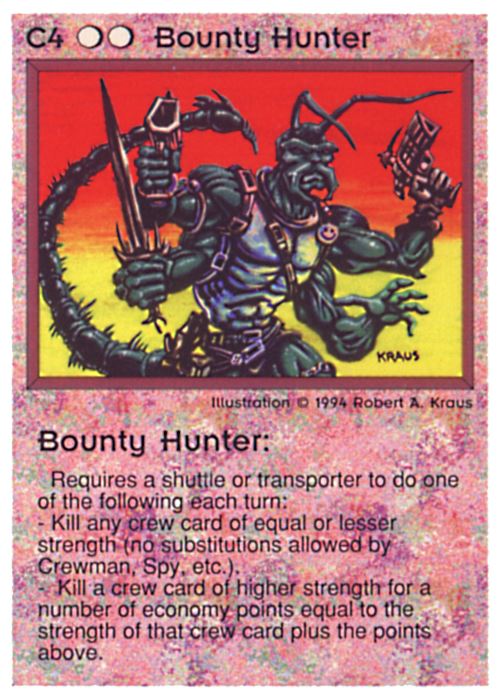 C4 Bounty Hunter
KRAUS
Illustration © 1994 Robert A. Kraus
Bounty Hunter:
Requires a shuttle or transporter to do one
of the following each turn:
- Kill any crew card of equal or lesser
strength (no substitutions allowed by
Crewman, Spy, etc.).
- Kill a crew card of higher strength for a
number of economy points equal to the
strength of that crew card plus the points
above.